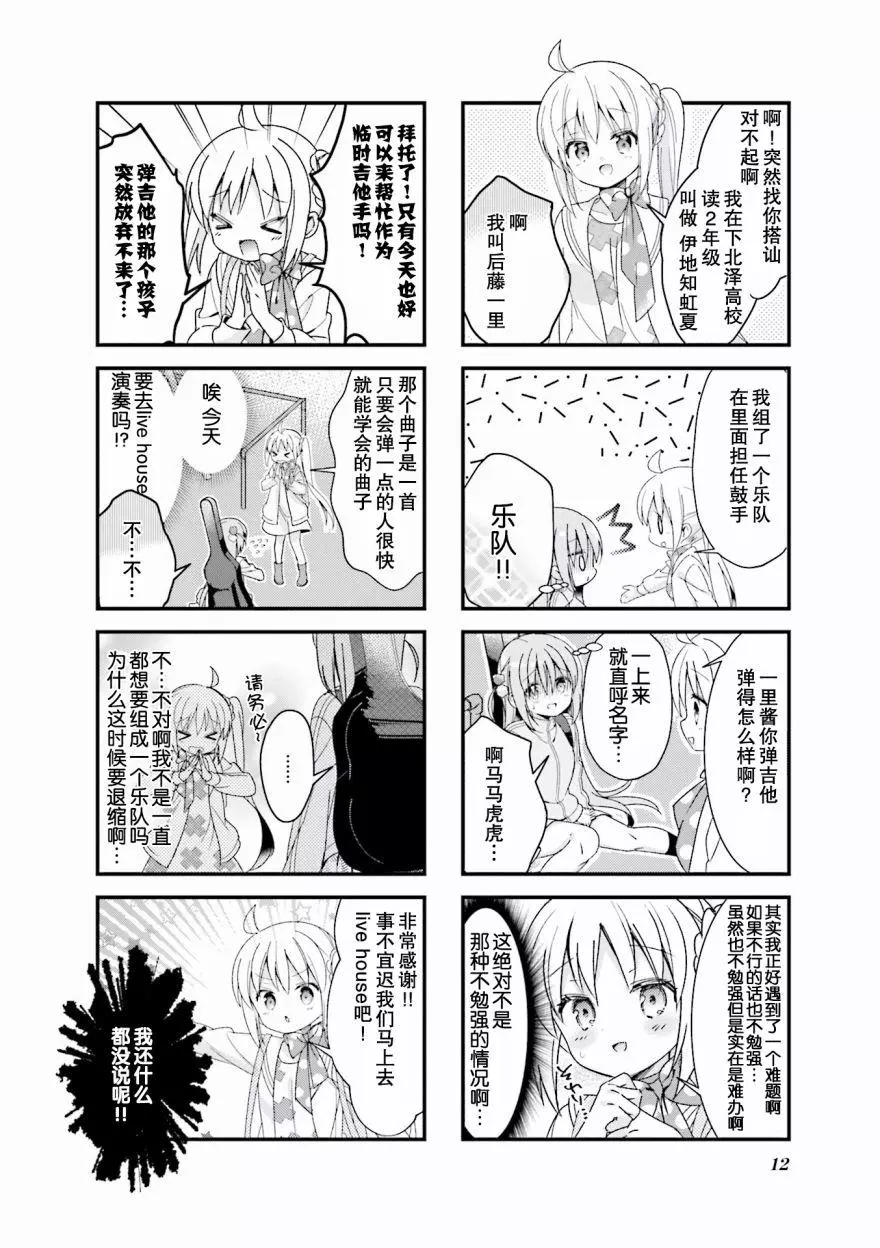 啊！突然找你搭讪
对不起啊
我在下北泽高校
读2年级
叫做 伊地知虹夏
啊
我叫后藤一里
我组了一个乐队
在里面担任鼓手
乐队!!
一里酱你弹吉他
弹得怎么样啊?
一上来
就直呼名字…
啊马马虎虎…
其实我正好遇到了一个难题啊
如果不行的话也不勉强…
虽然也不勉强但是实在是难办啊
这绝对不是
那种不勉强的情况啊…
拜托了！只有今天也好
可以来帮忙作为
临时吉他手吗！
弹吉他的那个孩子
突然放弃不来了…
那个曲子是一首
只要会弹一点的人很快
就能学会的曲子
唉 今天
要去live house
演奏吗!?
不…不…
……
请务必~
不…不对啊我不是一直
都想要组成一个乐队吗
为什么这时候要退缩啊…
非常感谢!!
事不宜迟我们马上去
live house吧！
我还什么
都没说呢!!
12